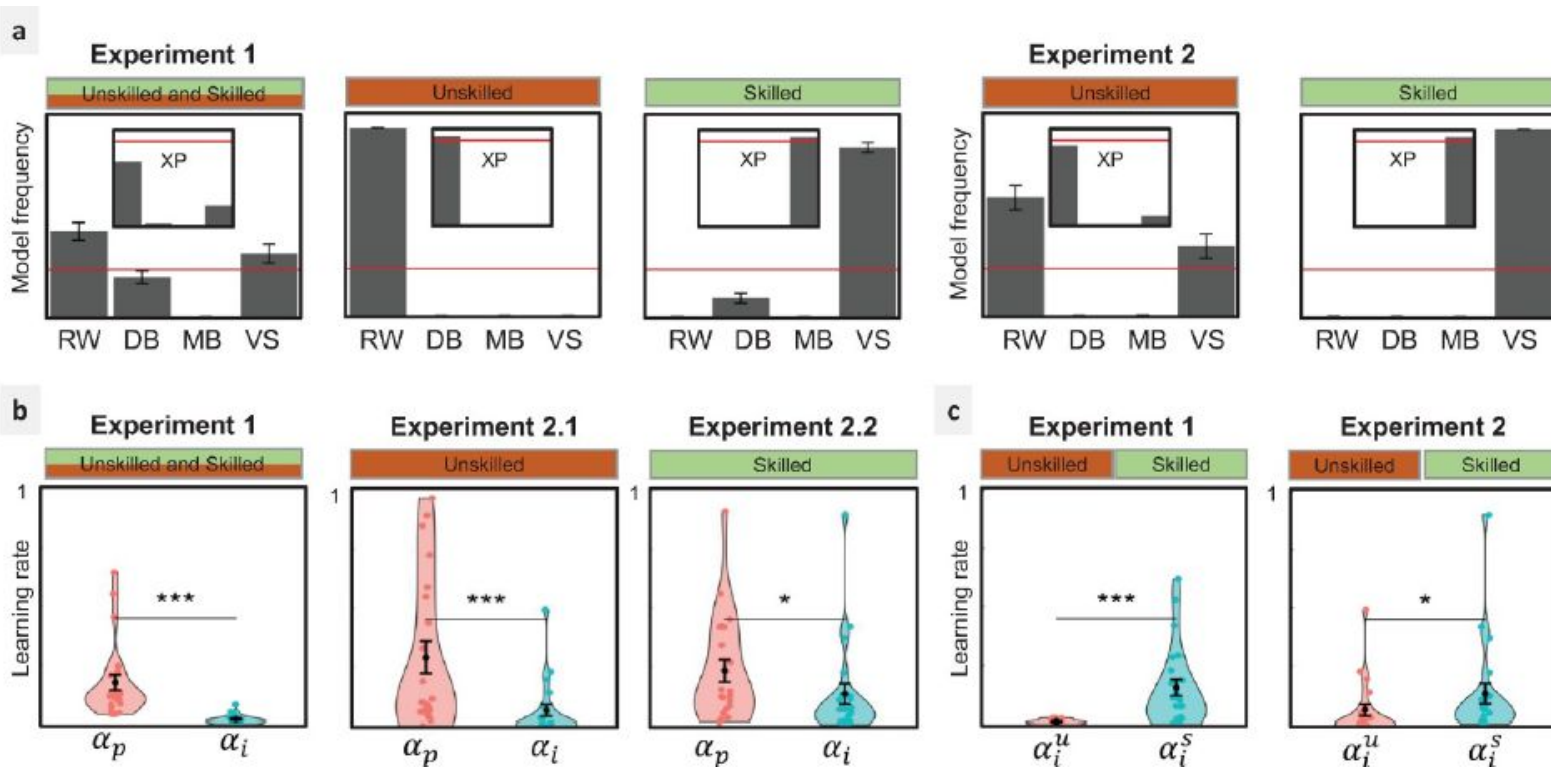 a
Experiment 1
Experiment 2
Unskilled and Skilled
Unskilled
Skilled
Unskilled
Skilled
Model frequency
XP
XP
XP
Model frequency
XP
XP
RW DB MB VS
RW DB MB VS
RW DB MB VS
RW DB MB VS
RW DB MB VS
b
Experiment 1
Experiment 2.1
Experiment 2.2
c
Experiment 1
Experiment 2
Unskilled and Skilled
Unskilled
Skilled
Unskilled
Skilled
Unskilled
Skilled
1
1
1
1
1
Learning rate
***
***
*
Learning rate
***
*
αp αi
αp αi
αp αi
αiᵘ αiˢ
αiᵘ αiˢ